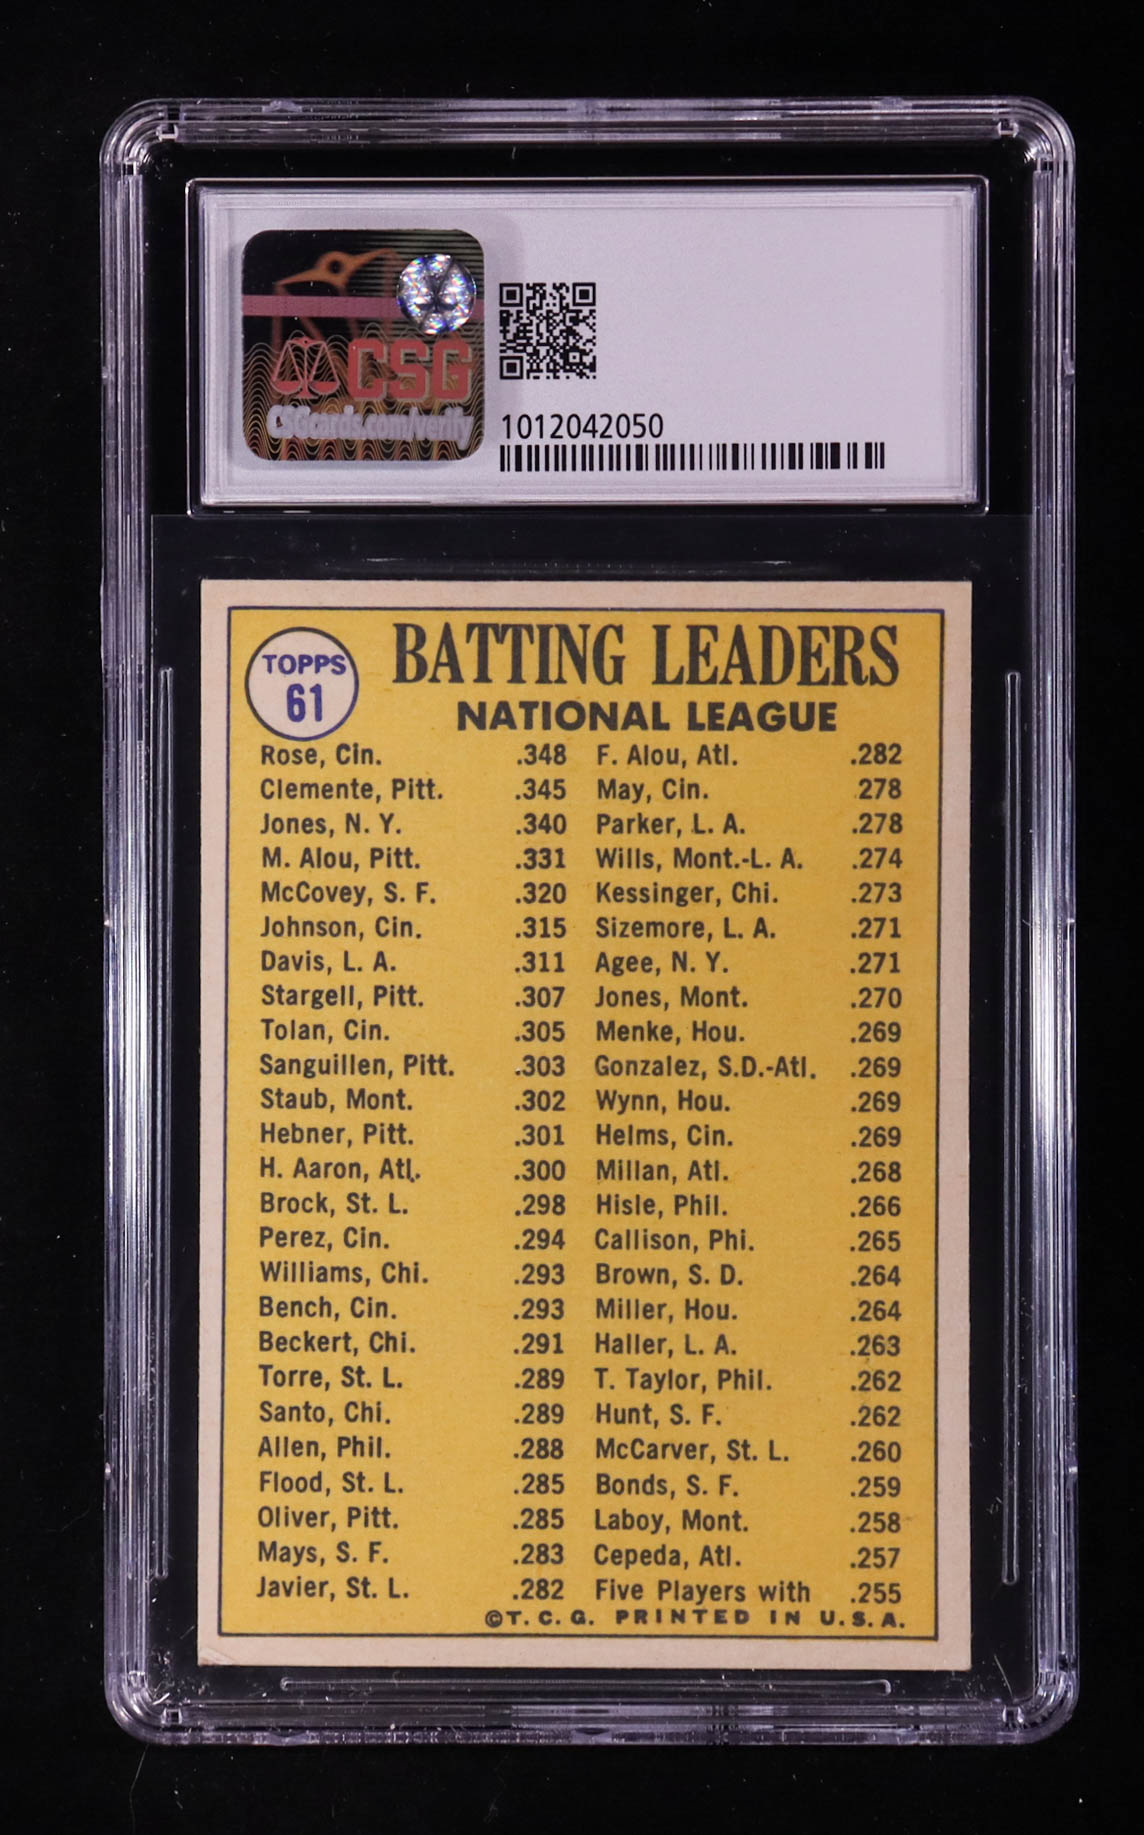 CSG
CSGcards.com/verify
1012042050
TOPPS
61
BATTING LEADERS
NATIONAL LEAGUE
Rose, Cin. .348 F. Alou, Atl. .282
Clemente, Pitt. .345 May, Cin. .278
Jones, N. Y. .340 Parker, L. A. .278
M. Alou, Pitt. .331 Wills, Mont.-L. A. .274
McCovey, S. F. .320 Kessinger, Chi. .273
Johnson, Cin. .315 Sizemore, L. A. .271
Davis, L. A. .311 Agee, N. Y. .271
Stargell, Pitt. .307 Jones, Mont. .270
Tolan, Cin. .305 Menke, Hou. .269
Sanguillen, Pitt. .303 Gonzalez, S.D.-Atl. .269
Staub, Mont. .302 Wynn, Hou. .269
Hebner, Pitt. .301 Helms, Cin. .269
H. Aaron, Atl. .300 Millan, Atl. .268
Brock, St. L. .298 Hisle, Phil. .266
Perez, Cin. .294 Callison, Phi. .265
Williams, Chi. .293 Brown, S. D. .264
Bench, Cin. .293 Miller, Hou. .264
Beckert, Chi. .291 Haller, L. A. .263
Torre, St. L. .289 T. Taylor, Phil. .262
Santo, Chi. .289 Hunt, S. F. .262
Allen, Phil. .288 McCarver, St. L. .260
Flood, St. L. .285 Bonds, S. F. .259
Oliver, Pitt. .285 Laboy, Mont. .258
Mays, S. F. .283 Cepeda, Atl. .257
Javier, St. L. .282 Five Players with .255
©T. C. G. PRINTED IN U. S. A.